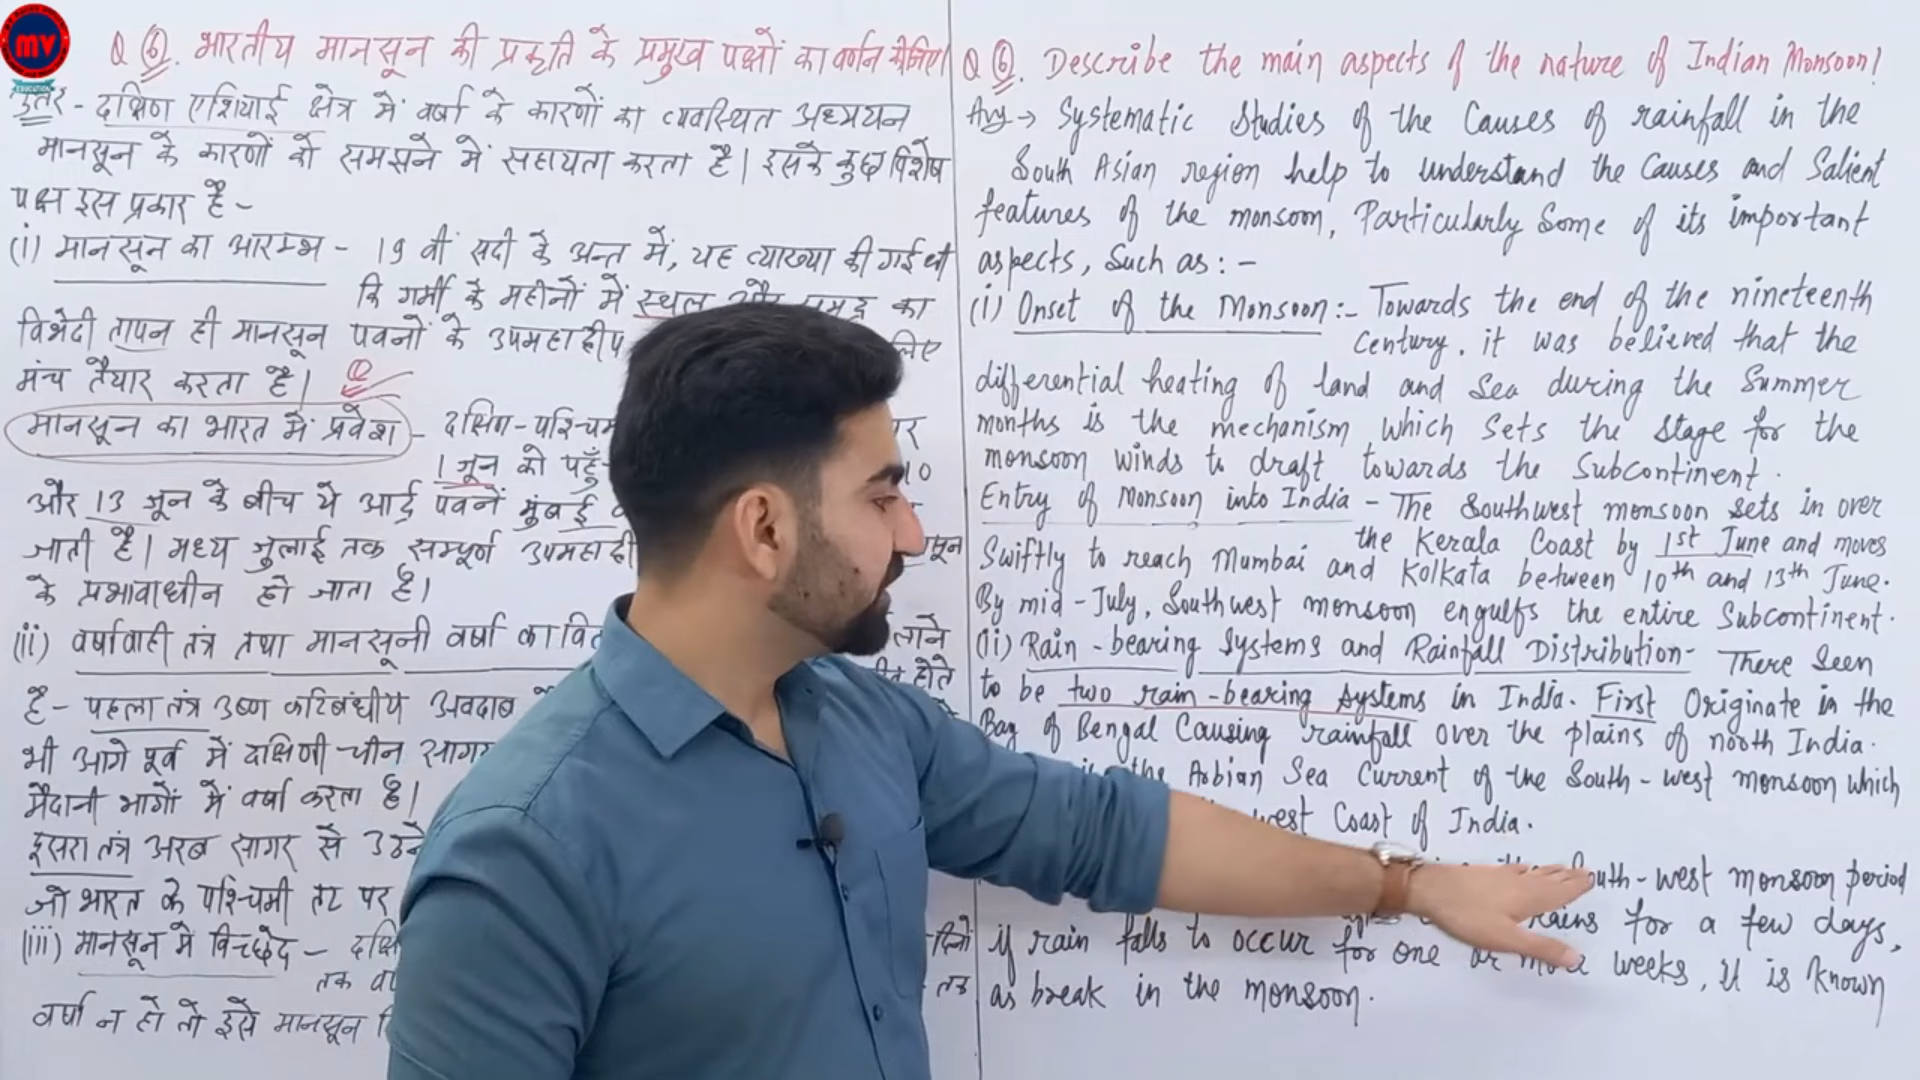 mv
EDUCATION
Q ⑥. भारतीय मानसून की प्रकृति के प्रमुख पक्षों का वर्णन कीजिए।
उत्तर - दक्षिण एशियाई क्षेत्र में वर्षा के कारणों का व्यवस्थित अध्ययन
मानसून के कारणों को समझने में सहायता करता है। इसके कुछ विशेष
पक्ष इस प्रकार है -
(i) मानसून का आरम्भ - 19 वीं सदी के अन्त में, यह व्याख्या की गई थी
कि गर्मी के महीनों में स्थल और समुद्र का
विभेदी तापन ही मानसून पवनों के उपमहाद्वीप लिए
मंच तैयार करता है।
मानसून का भारत में प्रवेश - दक्षिण-पश्चिम
1 जून को पहुँ 10
और 13 जून के बीच ये आर्द्र पवनें मुंबई व
जाती है। मध्य जुलाई तक सम्पूर्ण उपमहाद्वी
के प्रभावाधीन हो जाता है।
(ii) वर्षावाही तंत्र तथा मानसूनी वर्षा का वित लाने
है - पहला तंत्र उष्ण कटिबंधीय अवदाब होते
भी आगे पूर्व में दक्षिणी-चीन सागर
मैदानी भागों में वर्षा करता है।
दूसरा तंत्र अरब सागर से उठने
जो भारत के पश्चिमी तट पर
(iii) मानसून में विच्छेद - दक्षि दिनों
तक व तक
वर्षा न हो तो इसे मानसून
Q ⑥. Describe the main aspects of the nature of Indian Monsoon?
Ans → Systematic Studies of the Causes of rainfall in the
South Asian region help to understand the Causes and Salient
features of the monsoon, Particularly Some of its important
aspects, Such as : -
(i) Onset of the Monsoon :- Towards the end of the nineteenth
Century, it was believed that the
differential heating of land and Sea during the Summer
months is the mechanism which Sets the stage for the
monsoon winds to draft towards the Subcontinent.
Entry of Monsoon into India - The Southwest monsoon sets in over
the Kerala Coast by 1st June and moves
Swiftly to reach Mumbai and Kolkata between 10th and 13th June.
By mid-July, Southwest monsoon engulfs the entire Subcontinent.
(ii) Rain-bearing Systems and Rainfall Distribution- There Seen
to be two rain-bearing systems in India. First Originate in the
Bay of Bengal Causing rainfall over the plains of north India.
the Arbian Sea Current of the South-west monsoon which
west Coast of India.
South-west monsoon period
rains for a few days,
if rain falls to occur for one or more weeks, it is known
as break in the monsoon.